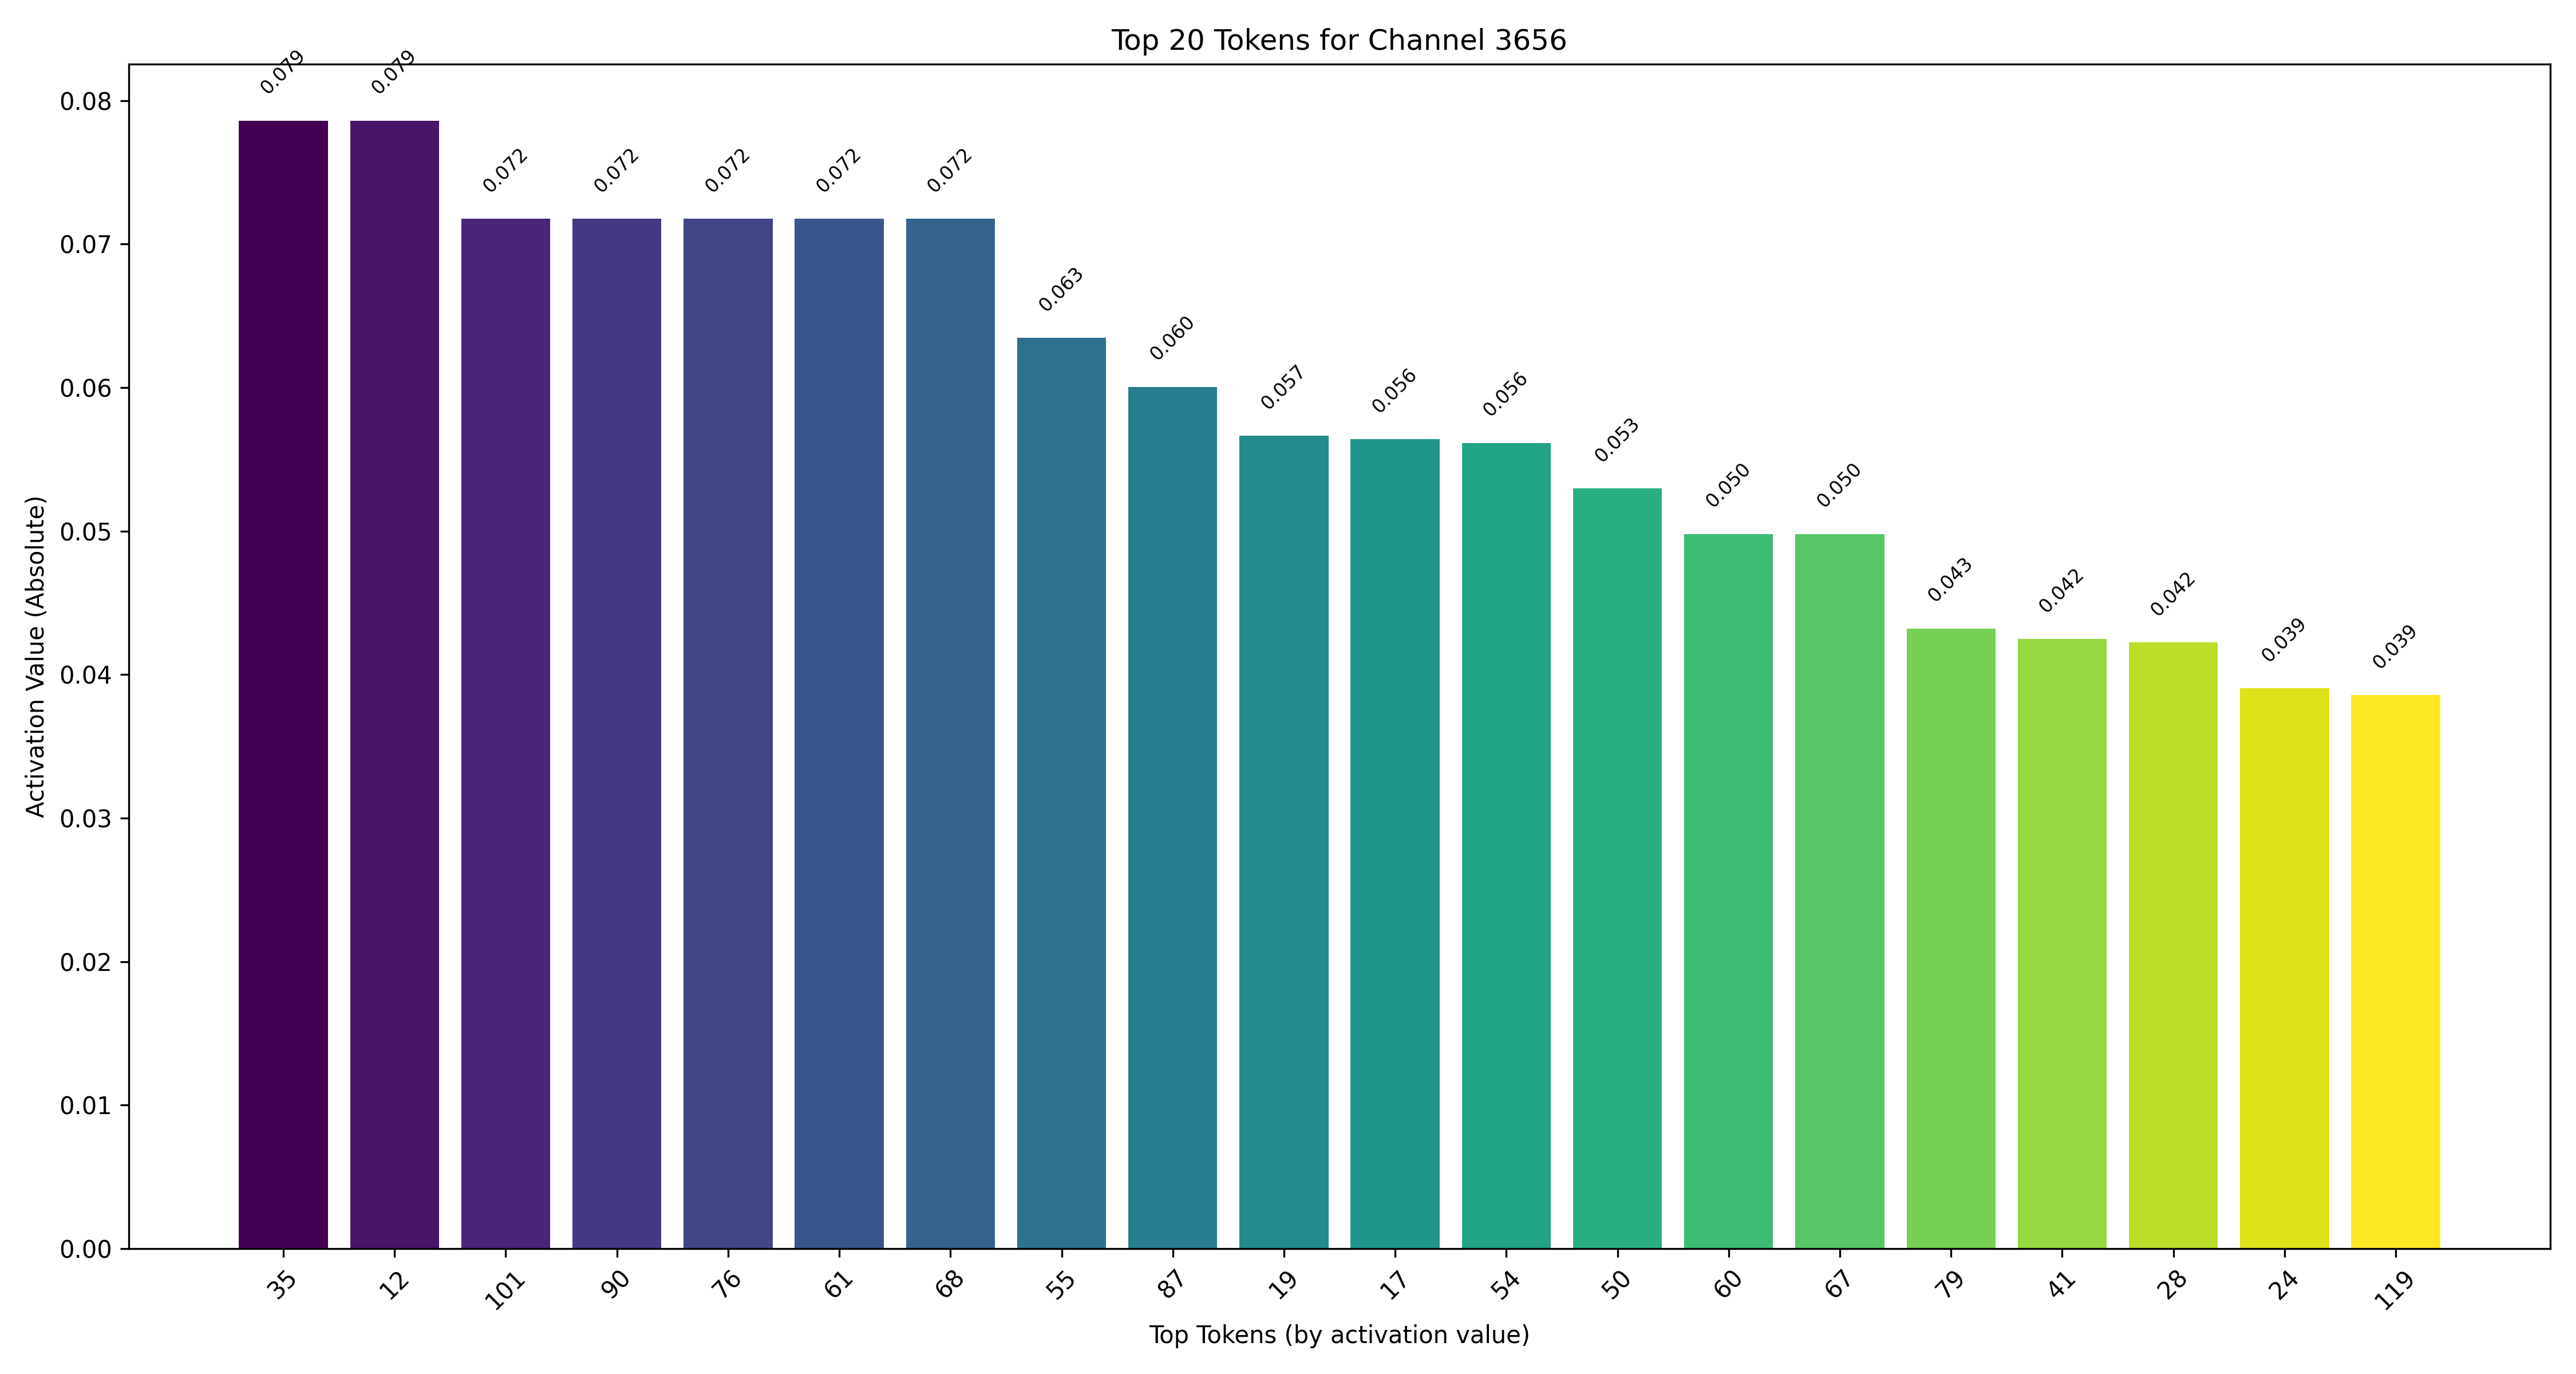 Top 20 Tokens for Channel 3656
0.079 0.079 0.072 0.072 0.072 0.072 0.072 0.063 0.060 0.057 0.056 0.056 0.053 0.050 0.050 0.043 0.042 0.042 0.039 0.039
Activation Value (Absolute)
0.08
0.07
0.06
0.05
0.04
0.03
0.02
0.01
0.00
35 12 101 90 76 61 68 55 87 19 17 54 50 60 67 79 41 28 24 119
Top Tokens (by activation value)